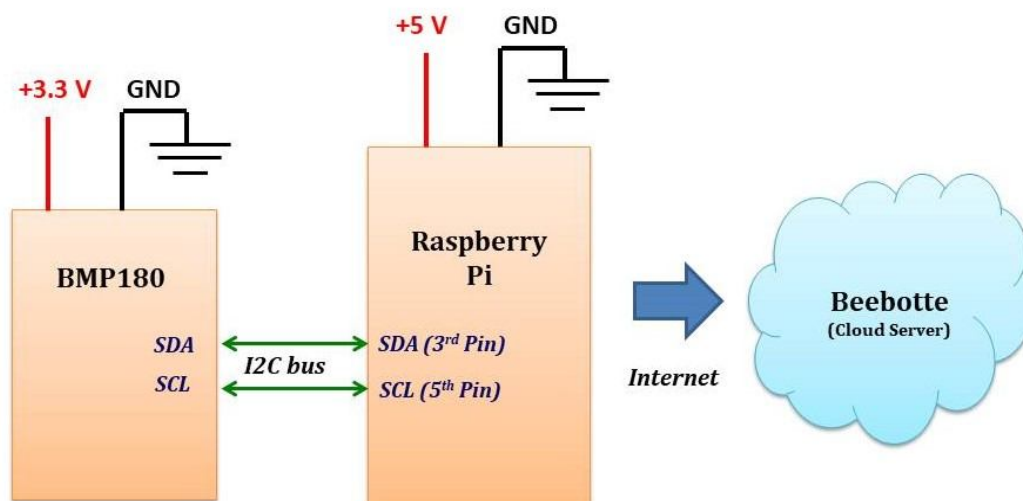 +5 V
GND
+3.3 V
GND
Raspberry
Pi
BMP180
Beebotte
(Cloud Server)
SDA
SDA (3rd Pin)
I2C bus
SCL
SCL (5th Pin)
Internet